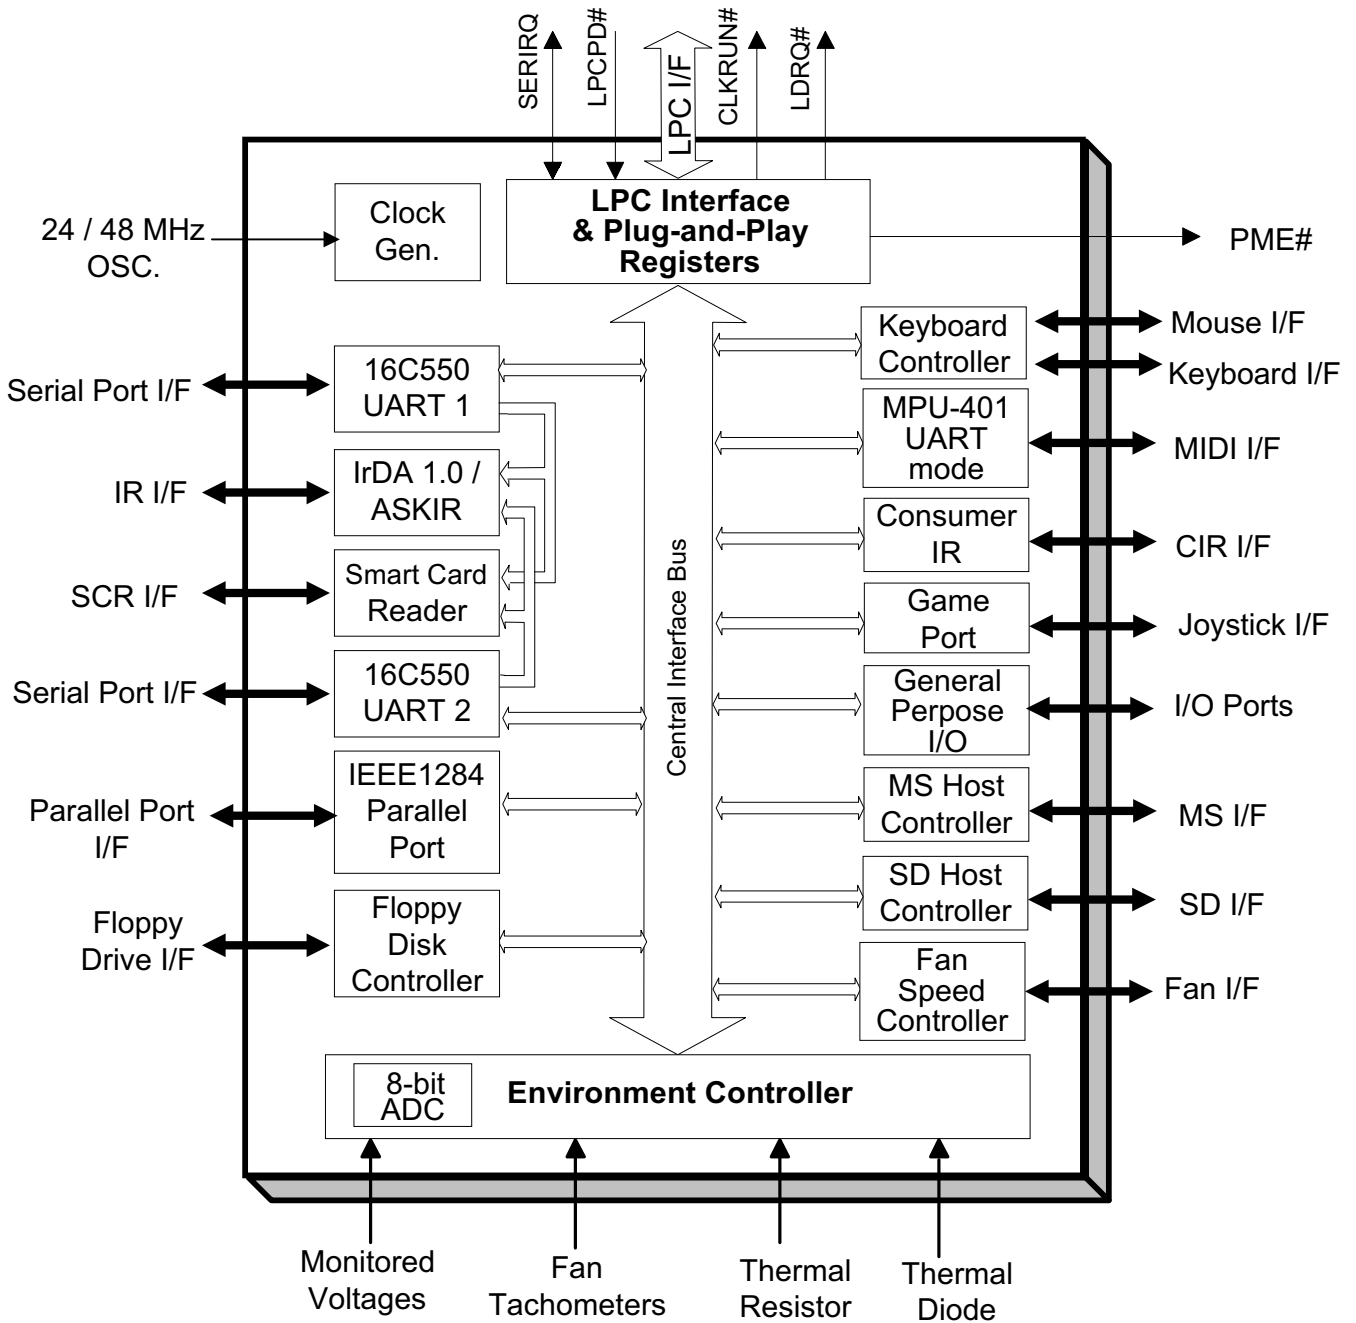 SERIRQ
LPCPD#
LPC I/F
CLKRUN#
LDRQ#
Clock
Gen.
LPC Interface
& Plug-and-Play
Registers
24 / 48 MHz
OSC.
PME#
Serial Port I/F
16C550
UART 1
IR I/F
IrDA 1.0 /
ASKIR
SCR I/F
Smart Card
Reader
Serial Port I/F
16C550
UART 2
Parallel Port
I/F
IEEE1284
Parallel
Port
Floppy
Drive I/F
Floppy
Disk
Controller
Central Interface Bus
Keyboard
Controller
Mouse I/F
Keyboard I/F
MPU-401
UART
mode
MIDI I/F
Consumer
IR
CIR I/F
Game
Port
Joystick I/F
General
Perpose
I/O
I/O Ports
MS Host
Controller
MS I/F
SD Host
Controller
SD I/F
Fan
Speed
Controller
Fan I/F
8-bit
ADC
Environment Controller
Monitored
Voltages
Fan
Tachometers
Thermal
Resistor
Thermal
Diode